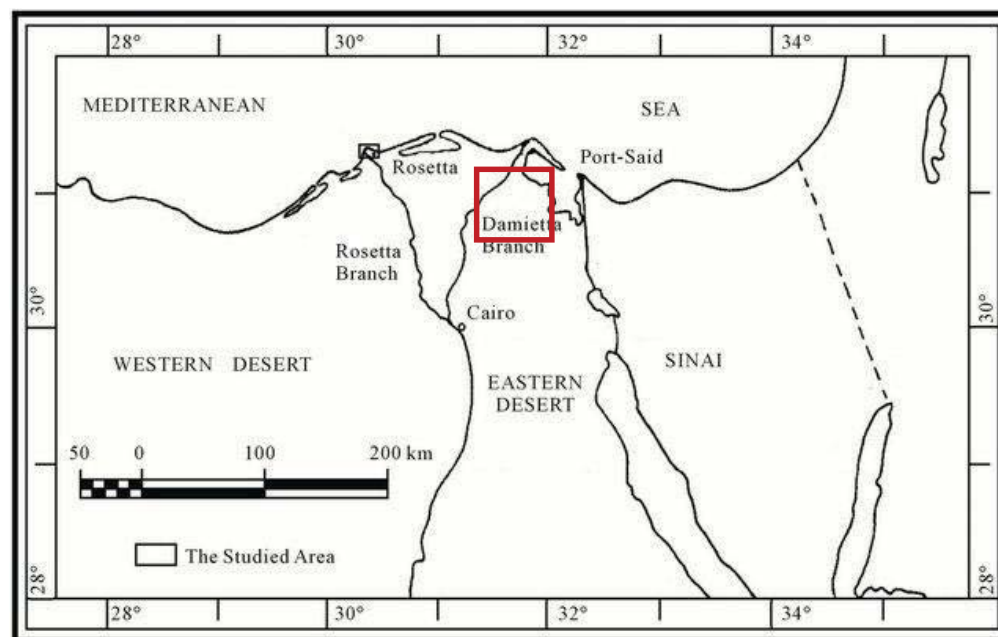 28° 30° 32° 34°
MEDITERRANEAN
SEA
Rosetta
Port-Said
Damietta
Branch
Rosetta
Branch
30°
30°
Cairo
WESTERN DESERT
SINAI
EASTERN
DESERT
50 0 100 200 km
The Studied Area
28°
28°
28° 30° 32° 34°